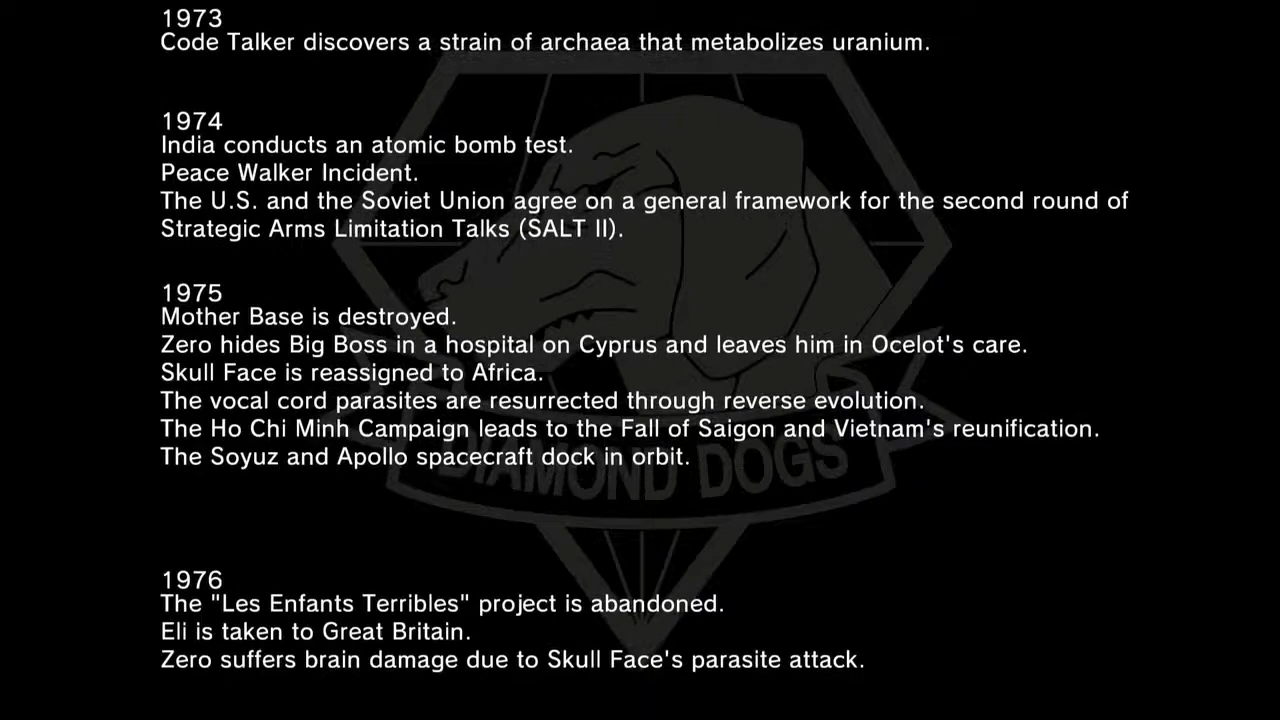 1973
Code Talker discovers a strain of archaea that metabolizes uranium.
1974
India conducts an atomic bomb test.
Peace Walker Incident.
The U.S. and the Soviet Union agree on a general framework for the second round of
Strategic Arms Limitation Talks (SALT II).
1975
Mother Base is destroyed.
Zero hides Big Boss in a hospital on Cyprus and leaves him in Ocelot's care.
Skull Face is reassigned to Africa.
The vocal cord parasites are resurrected through reverse evolution.
The Ho Chi Minh Campaign leads to the Fall of Saigon and Vietnam's reunification.
The Soyuz and Apollo spacecraft dock in orbit.
DIAMOND DOGS
1976
The "Les Enfants Terribles" project is abandoned.
Eli is taken to Great Britain.
Zero suffers brain damage due to Skull Face's parasite attack.